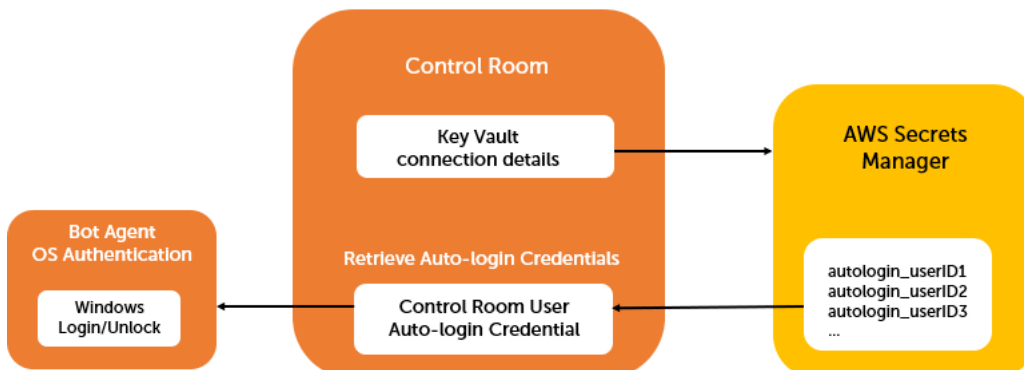 Control Room
Key Vault
connection details
AWS Secrets
Manager
Bot Agent
OS Authentication
Windows
Login/Unlock
Retrieve Auto-login Credentials
Control Room User
Auto-login Credential
autologin_userID1
autologin_userID2
autologin_userID3
...